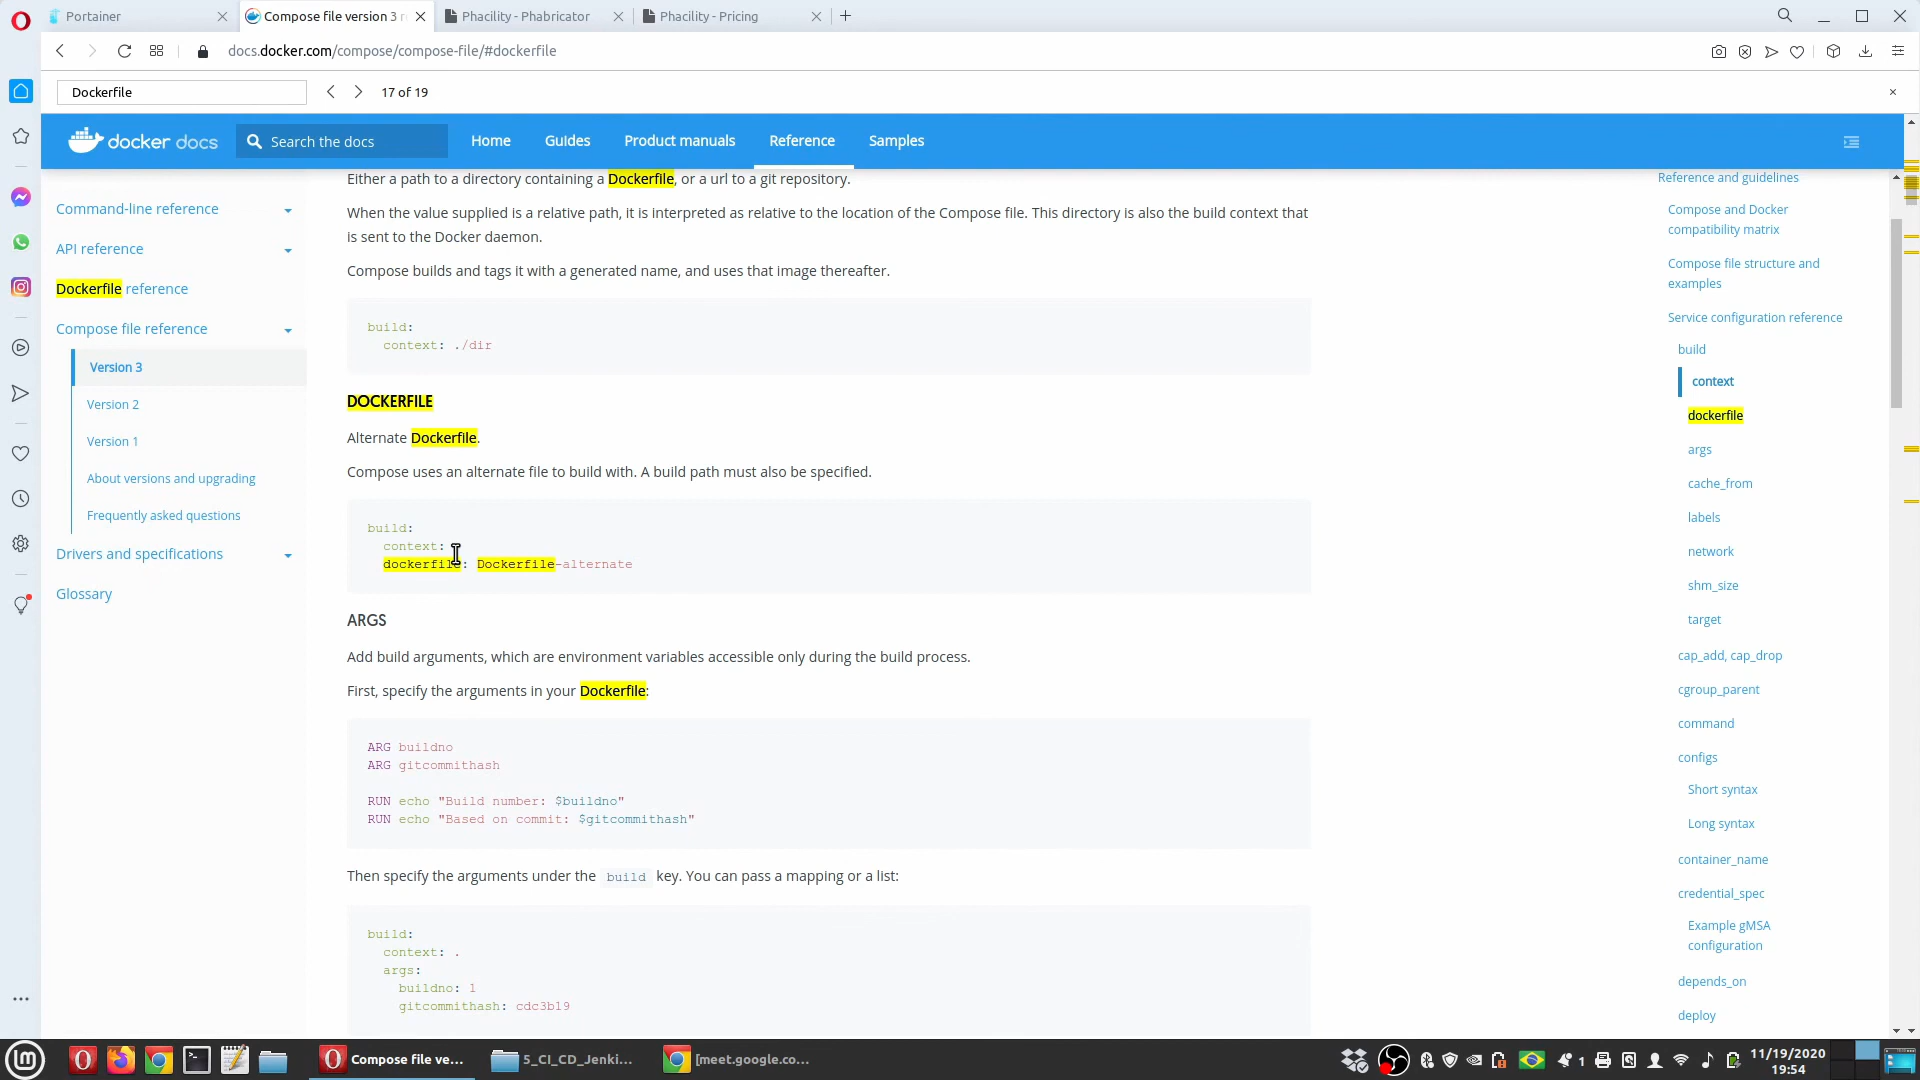 Portainer
Compose file version 3 r
Phacility - Phabricator
Phacility - Pricing
docs.docker.com/compose/compose-file/#dockerfile
Dockerfile
17 of 19
docker docs
Search the docs
Home
Guides
Product manuals
Reference
Samples
Command-line reference
API reference
Dockerfile reference
Compose file reference
Version 3
Version 2
Version 1
About versions and upgrading
Frequently asked questions
Drivers and specifications
Glossary
Either a path to a directory containing a Dockerfile, or a url to a git repository.
When the value supplied is a relative path, it is interpreted as relative to the location of the Compose file. This directory is also the build context that
is sent to the Docker daemon.
Compose builds and tags it with a generated name, and uses that image thereafter.
build:
context: ./dir
DOCKERFILE
Alternate Dockerfile.
Compose uses an alternate file to build with. A build path must also be specified.
build:
context:
dockerfile: Dockerfile-alternate
ARGS
Add build arguments, which are environment variables accessible only during the build process.
First, specify the arguments in your Dockerfile:
ARG buildno
ARG gitcommithash
RUN echo "Build number: $buildno"
RUN echo "Based on commit: $gitcommithash"
Then specify the arguments under the build key. You can pass a mapping or a list:
build:
context: .
args:
buildno: 1
gitcommithash: cdc3b19
Reference and guidelines
Compose and Docker
compatibility matrix
Compose file structure and
examples
Service configuration reference
build
context
dockerfile
args
cache_from
labels
network
shm_size
target
cap_add, cap_drop
cgroup_parent
command
configs
Short syntax
Long syntax
container_name
credential_spec
Example gMSA
configuration
depends_on
deploy
Compose file ve...
5_CI_CD_Jenki...
[meet.google.co...
1
11/19/2020
19:54